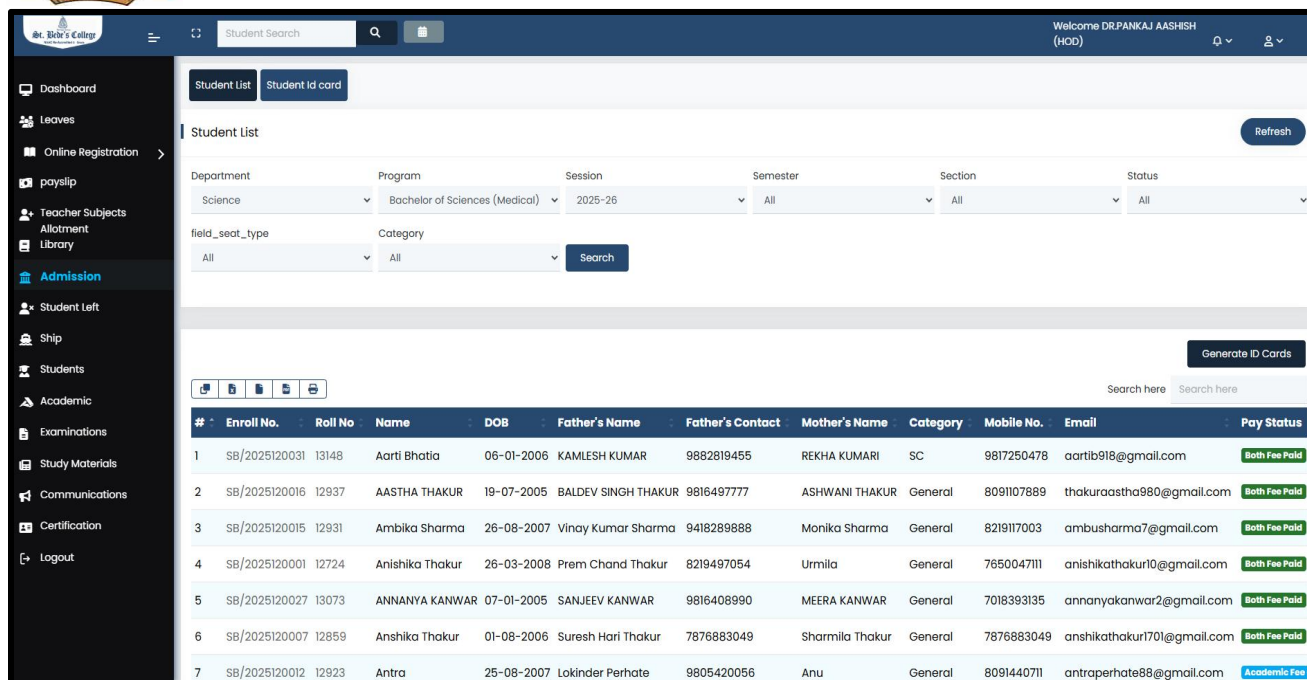 St. Bede's College
Student Search
Welcome DR.PANKAJ AASHISH
(HOD)
Dashboard
Leaves
Online Registration
payslip
Teacher Subjects
Allotment
Library
Admission
Student Left
Ship
Students
Academic
Examinations
Study Materials
Communications
Certification
Logout
Student List Student Id card
Student List Refresh
Department Program Session Semester Section Status
Science Bachelor of Sciences (Medical) 2025-26 All All All
field_seat_type Category
All All Search
Generate ID Cards
Search here Search here
# Enroll No. Roll No Name DOB Father's Name Father's Contact Mother's Name Category Mobile No. Email Pay Status
1 SB/2025120031 13148 Aarti Bhatia 06-01-2006 KAMLESH KUMAR 9882819455 REKHA KUMARI SC 9817250478 aartib918@gmail.com Both Fee Paid
2 SB/2025120016 12937 AASTHA THAKUR 19-07-2005 BALDEV SINGH THAKUR 9816497777 ASHWANI THAKUR General 8091107889 thakuraastha980@gmail.com Both Fee Paid
3 SB/2025120015 12931 Ambika Sharma 26-08-2007 Vinay Kumar Sharma 9418289888 Monika Sharma General 8219117003 ambusharma7@gmail.com Both Fee Paid
4 SB/2025120001 12724 Anishika Thakur 26-03-2008 Prem Chand Thakur 8219497054 Urmila General 7650047111 anishikathakur10@gmail.com Both Fee Paid
5 SB/2025120027 13073 ANNANYA KANWAR 07-01-2005 SANJEEV KANWAR 9816408990 MEERA KANWAR General 7018393135 annanyakanwar2@gmail.com Both Fee Paid
6 SB/2025120007 12859 Anshika Thakur 01-08-2006 Suresh Hari Thakur 7876883049 Sharmila Thakur General 7876883049 anshikathakur1701@gmail.com Both Fee Paid
7 SB/2025120012 12923 Antra 25-08-2007 Lokinder Perhate 9805420056 Anu General 8091440711 antraperhate88@gmail.com Academic Fee